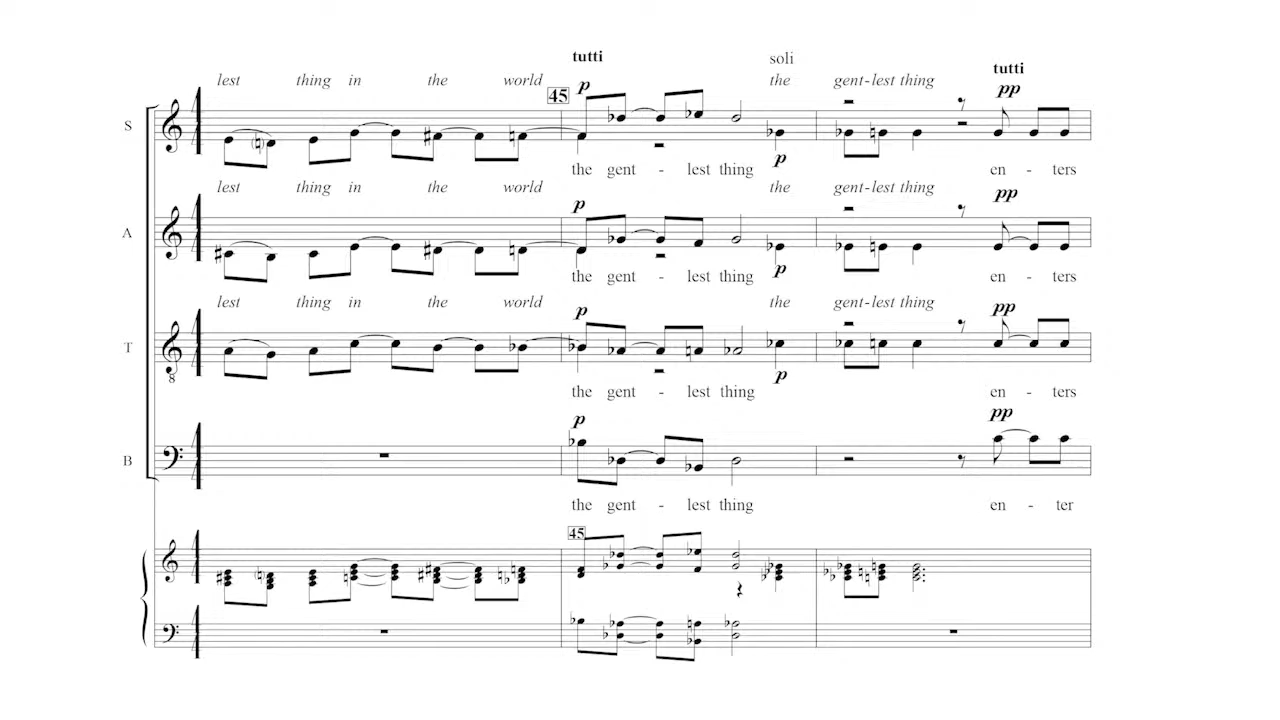 tutti soli
lest thing in the world p the gent-lest thing tutti
45 pp
S
the gent - lest thing p en - ters
lest thing in the world the gent-lest thing
p pp
A
the gent - lest thing p en - ters
lest thing in the world the gent-lest thing
p pp
T
8
the gent - lest thing p en - ters
p pp
B
the gent - lest thing en - ter
45